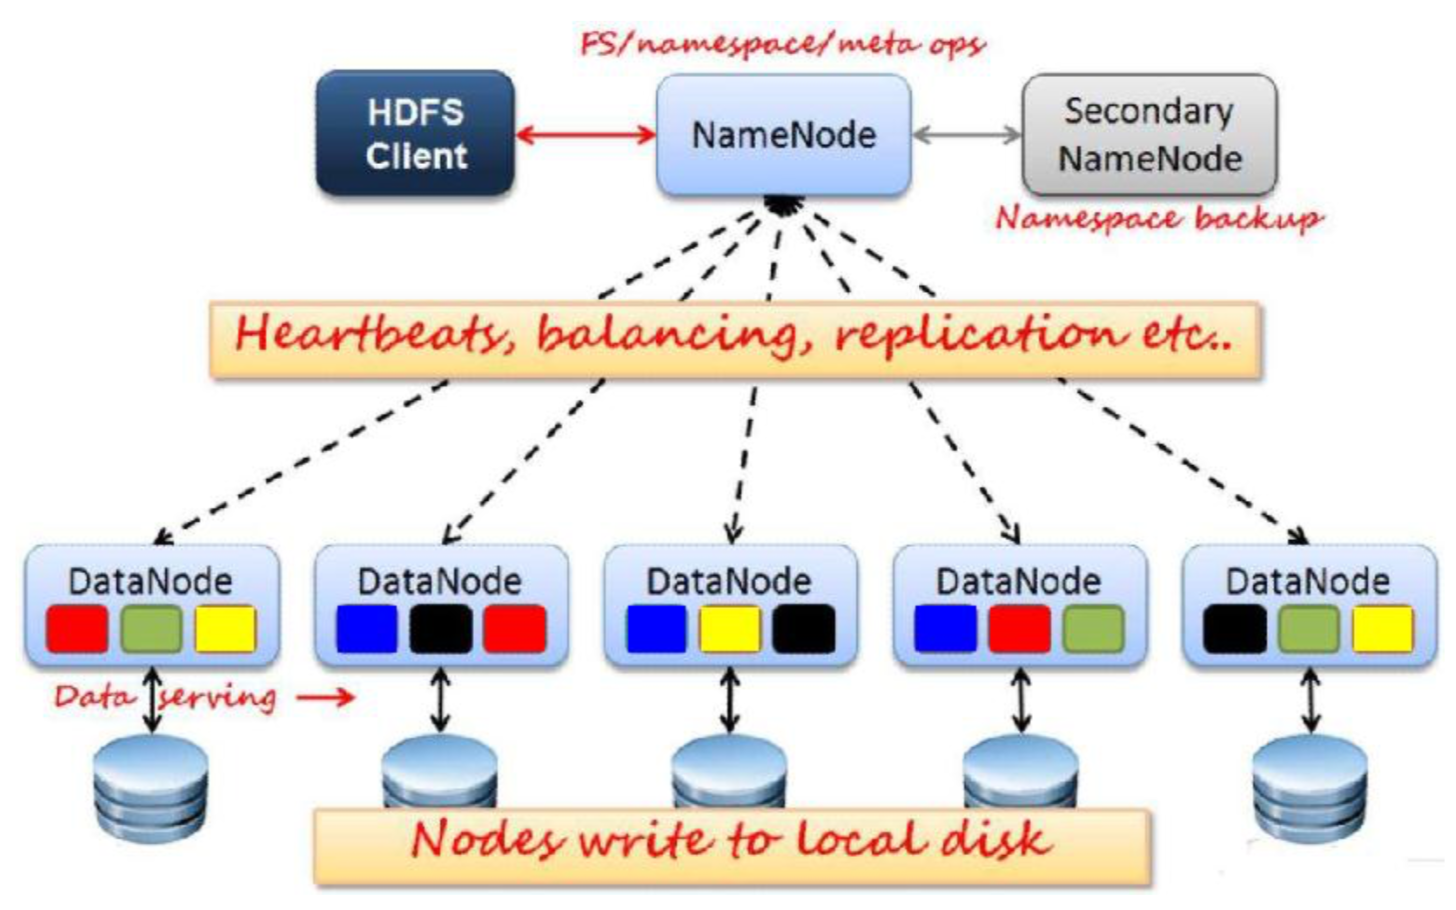 FS/namespace/meta ops
HDFS
Client
NameNode
Secondary
NameNode
Namespace backup
Heartbeats, balancing, replication etc..
DataNode
DataNode
DataNode
DataNode
DataNode
Data serving
Nodes write to local disk